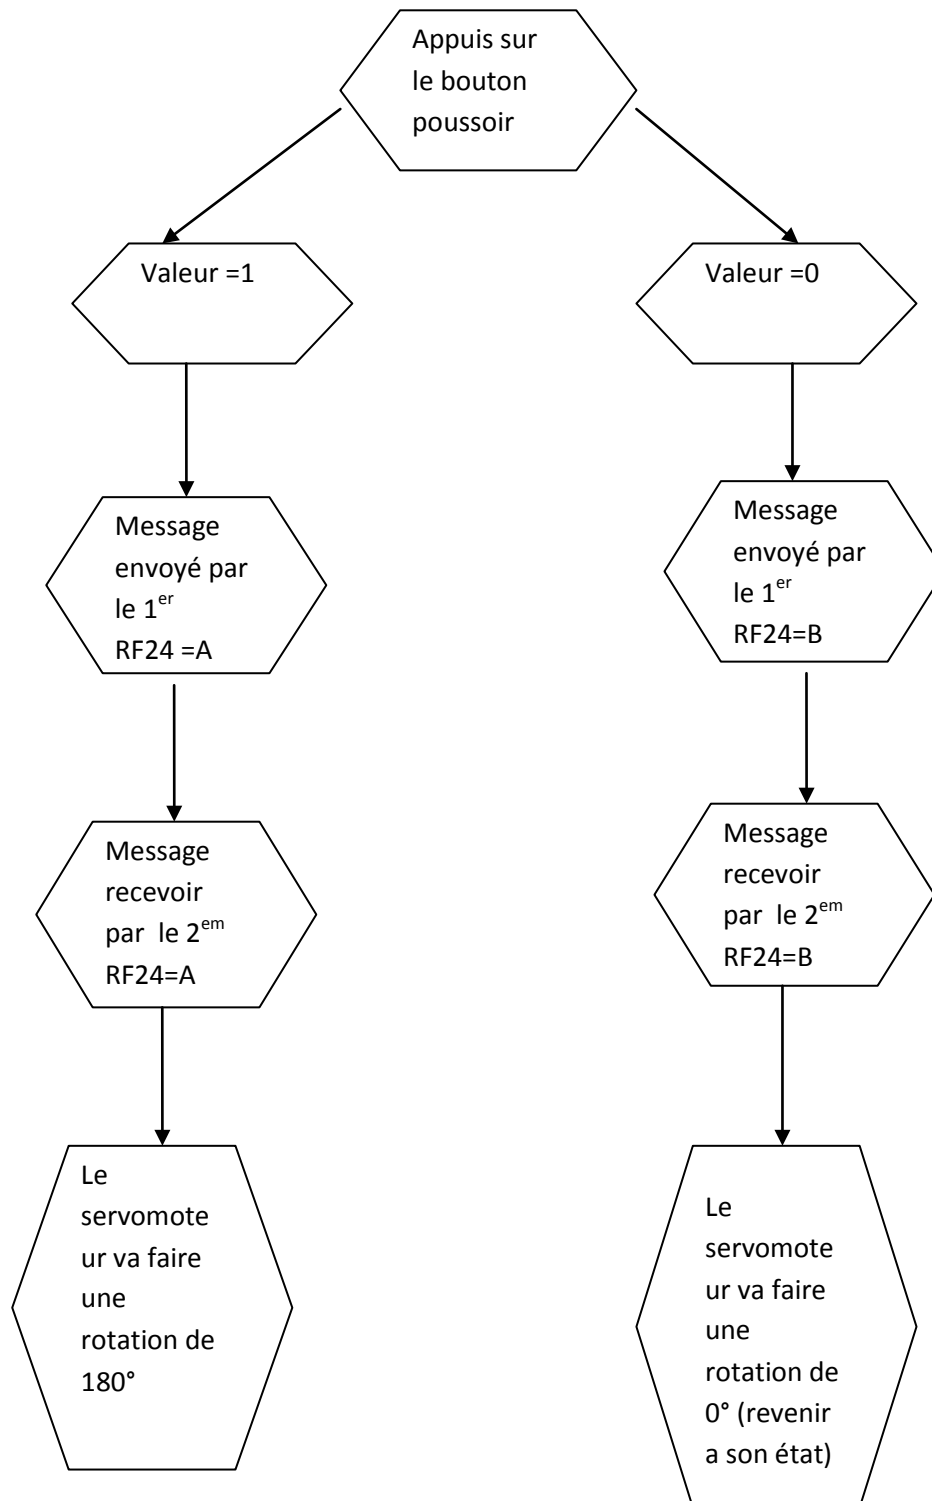 Appuis sur
le bouton
poussoir
Valeur =1
Valeur =0
Message
envoyé par
le 1er
RF24 =A
Message
envoyé par
le 1er
RF24=B
Message
recevoir
par le 2em
RF24=A
Message
recevoir
par le 2em
RF24=B
Le
servomote
ur va faire
une
rotation de
180°
Le
servomote
ur va faire
une
rotation de
0° (revenir
a son état)